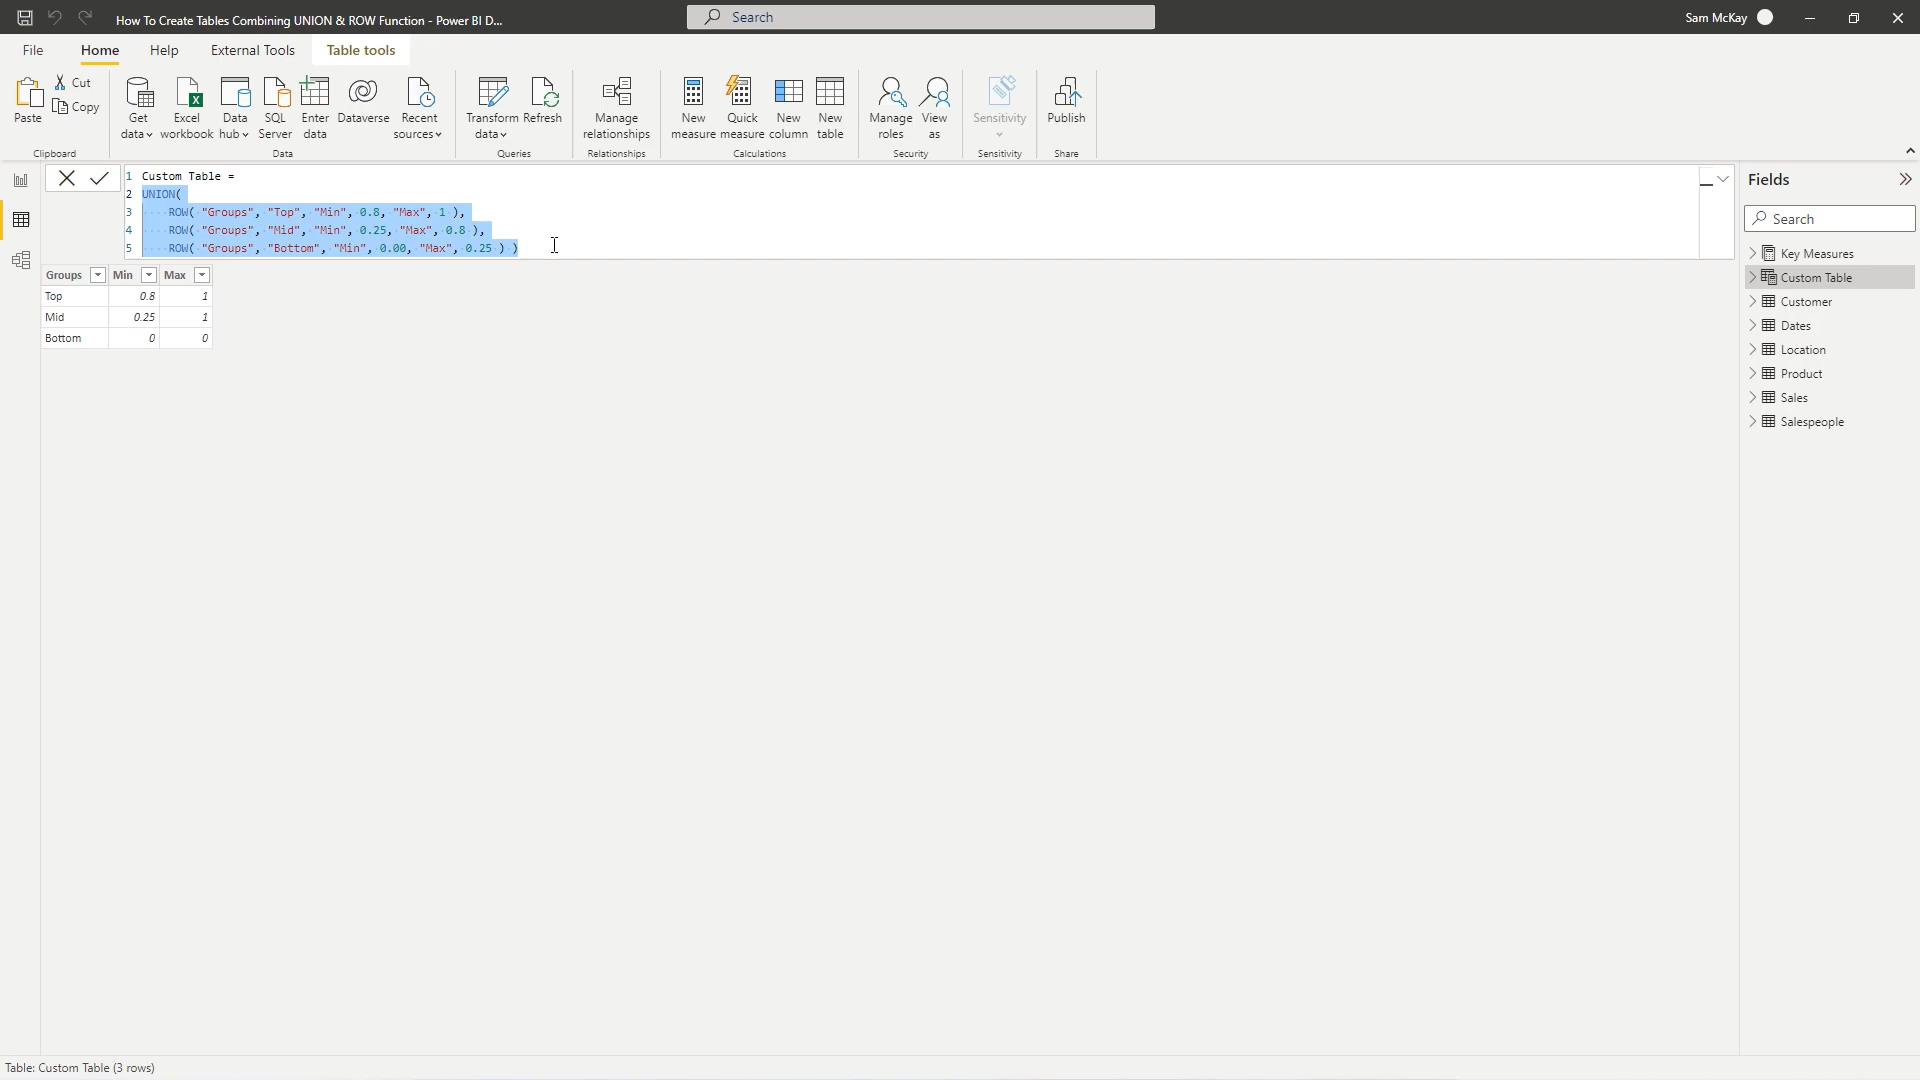 How To Create Tables Combining UNION & ROW Function - Power BI D...
Search
Sam McKay
File
Home
Help
External Tools
Table tools
Paste
Cut
Copy
Clipboard
Get data
Excel workbook
Data hub
SQL Server
Enter data
Dataverse
Recent sources
Data
Transform data
Refresh
Queries
Manage relationships
Relationships
New measure
Quick measure
New column
New table
Calculations
Manage roles
View as
Security
Sensitivity
Sensitivity
Publish
Share
1 Custom Table =
2 UNION(
3 ROW( "Groups", "Top", "Min", 0.8, "Max", 1 ),
4 ROW( "Groups", "Mid", "Min", 0.25, "Max", 0.8 ),
5 ROW( "Groups", "Bottom", "Min", 0.00, "Max", 0.25 ) )
Groups Min Max
Top 0.8 1
Mid 0.25 1
Bottom 0 0
Fields
Search
Key Measures
Custom Table
Customer
Dates
Location
Product
Sales
Salespeople
Table: Custom Table (3 rows)